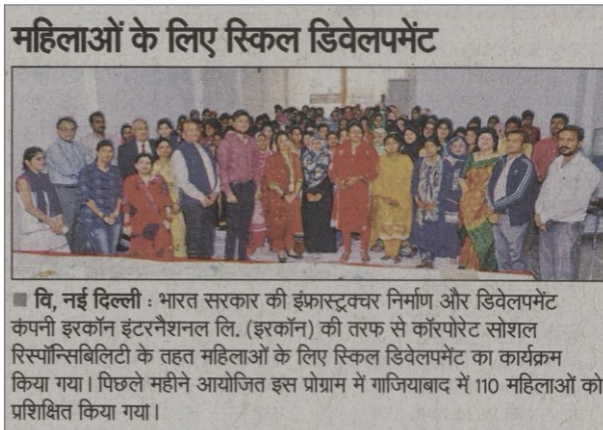 महिलाओं के लिए स्किल डिवेलपमेंट
■ वि, नई दिल्ली : भारत सरकार की इंफ्रास्ट्रक्चर निर्माण और डिवेलपमेंट
कंपनी इरकॉन इंटरनैशनल लि. (इरकॉन) की तरफ से कॉरपोरेट सोशल
रिस्पॉन्सिबिलिटी के तहत महिलाओं के लिए स्किल डिवेलपमेंट का कार्यक्रम
किया गया। पिछले महीने आयोजित इस प्रोग्राम में गाजियाबाद में 110 महिलाओं को
प्रशिक्षित किया गया।